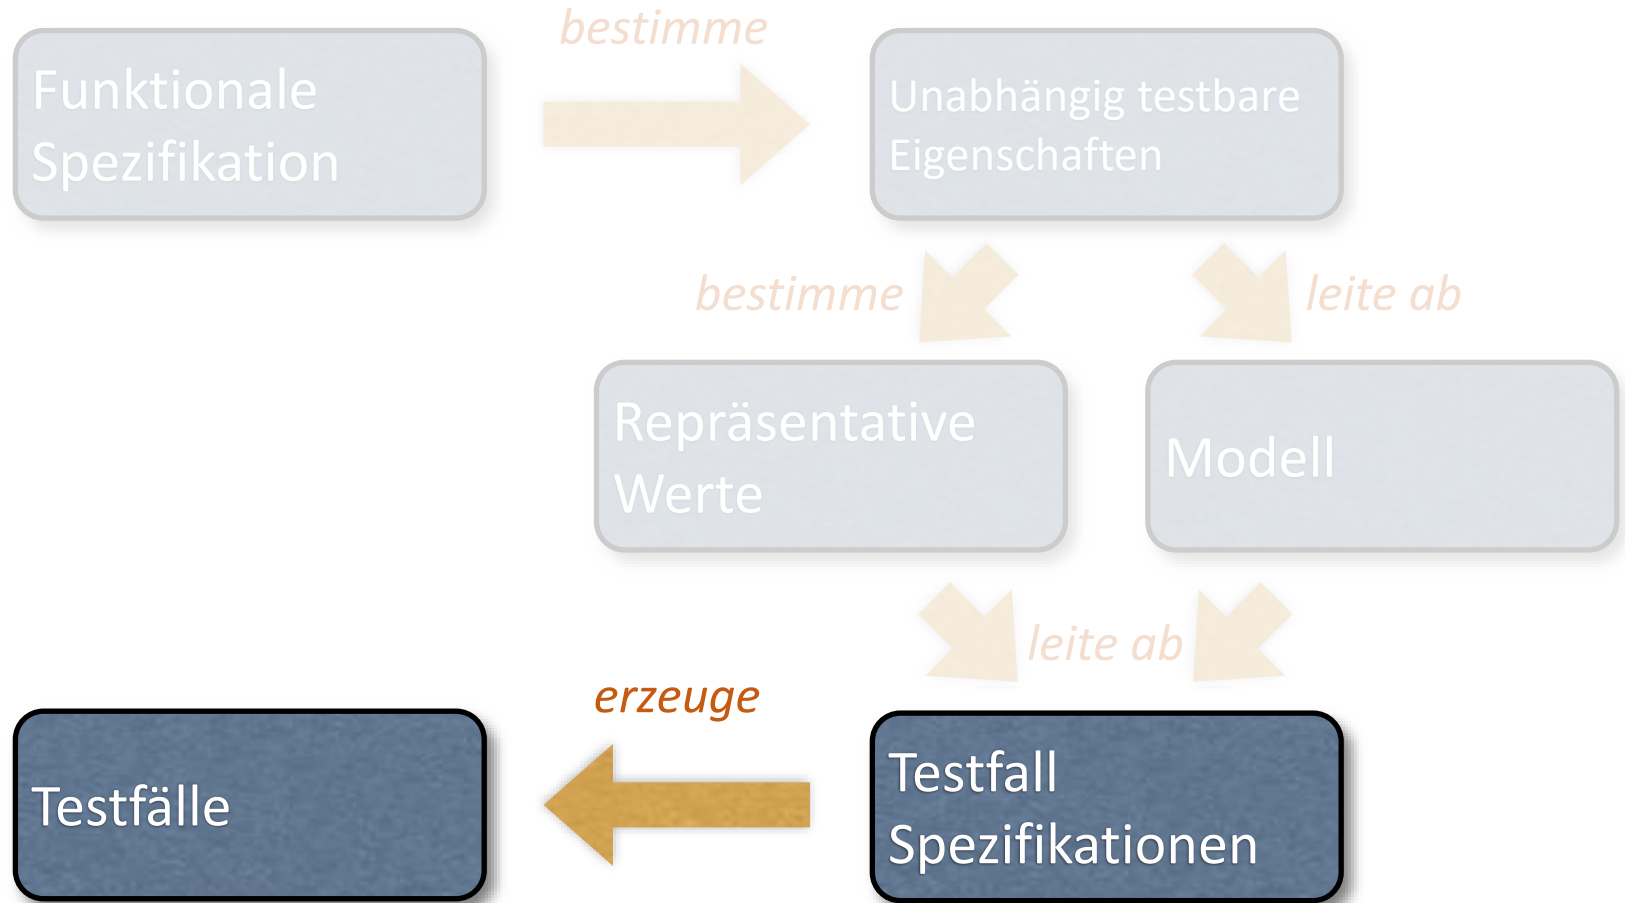 bestimme
Funktionale
Spezifikation
Unabhängig testbare
Eigenschaften
bestimme
leite ab
Repräsentative
Werte
Modell
leite ab
erzeuge
Testfälle
Testfall
Spezifikationen